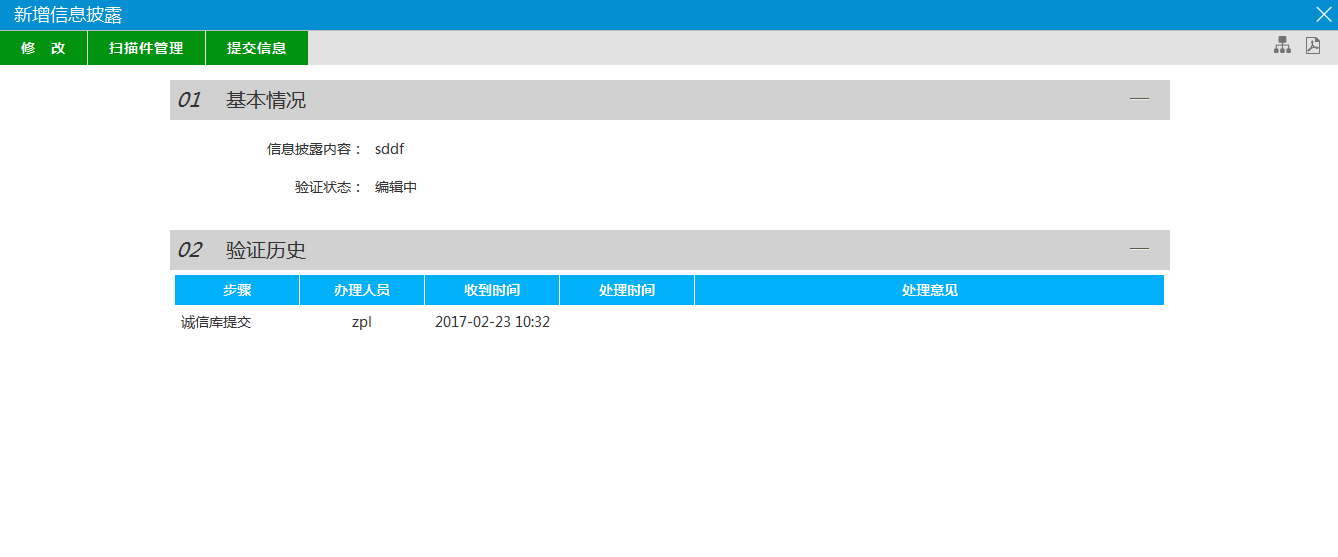 新增信息披露
修 改 扫描件管理 提交信息
01 基本情况
信息披露内容： sddf
验证状态： 编辑中
02 验证历史
步骤 办理人员 收到时间 处理时间 处理意见
诚信库提交 zpl 2017-02-23 10:32